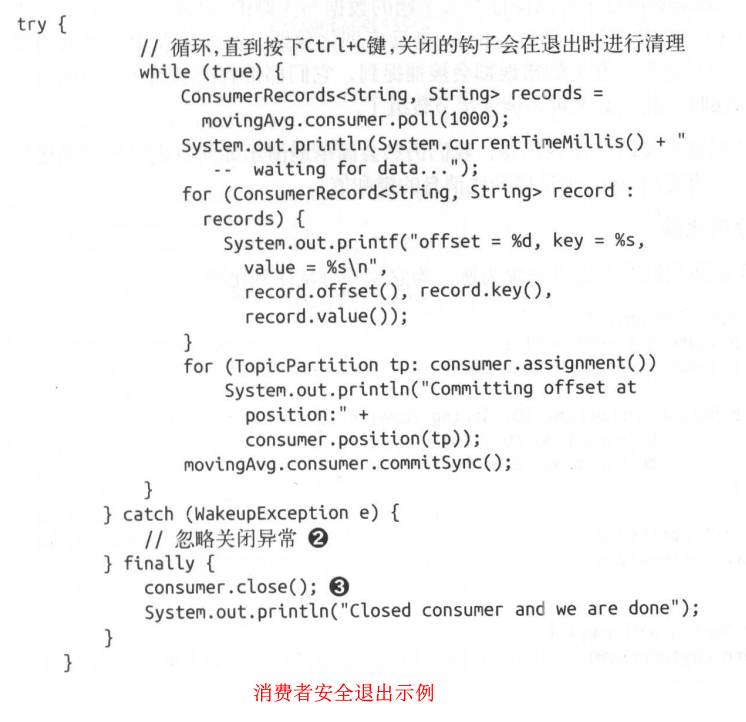 try {
// 循环,直到按下Ctrl+C键,关闭的钩子会在退出时进行清理
while (true) {
ConsumerRecords<String, String> records =
movingAvg.consumer.poll(1000);
System.out.println(System.currentTimeMillis() + "
-- waiting for data...");
for (ConsumerRecord<String, String> record :
records) {
System.out.printf("offset = %d, key = %s,
value = %s\n",
record.offset(), record.key(),
record.value());
}
for (TopicPartition tp: consumer.assignment())
System.out.println("Committing offset at
position:" +
consumer.position(tp));
movingAvg.consumer.commitSync();
}
} catch (WakeupException e) {
// 忽略关闭异常 ❷
} finally {
consumer.close(); ❸
System.out.println("Closed consumer and we are done");
}
}
消费者安全退出示例